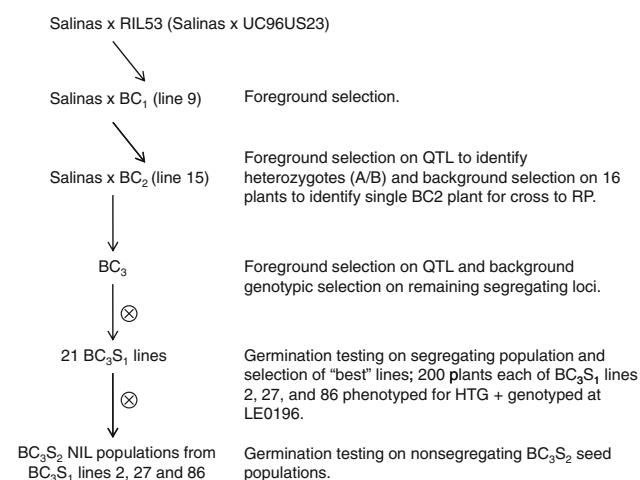 Salinas x RIL53 (Salinas x UC96US23)
Salinas x BC₁ (line 9)
Foreground selection.
Salinas x BC₂ (line 15)
Foreground selection on QTL to identify
heterozygotes (A/B) and background selection on 16
plants to identify single BC2 plant for cross to RP.
BC₃
Foreground selection on QTL and background
genotypic selection on remaining segregating loci.
21 BC₃S₁ lines
Germination testing on segregating population and
selection of “best” lines; 200 plants each of BC₃S₁ lines
2, 27, and 86 phenotyped for HTG + genotyped at
LE0196.
BC₃S₂ NIL populations from
BC₃S₁ lines 2, 27 and 86
Germination testing on nonsegregating BC₃S₂ seed
populations.